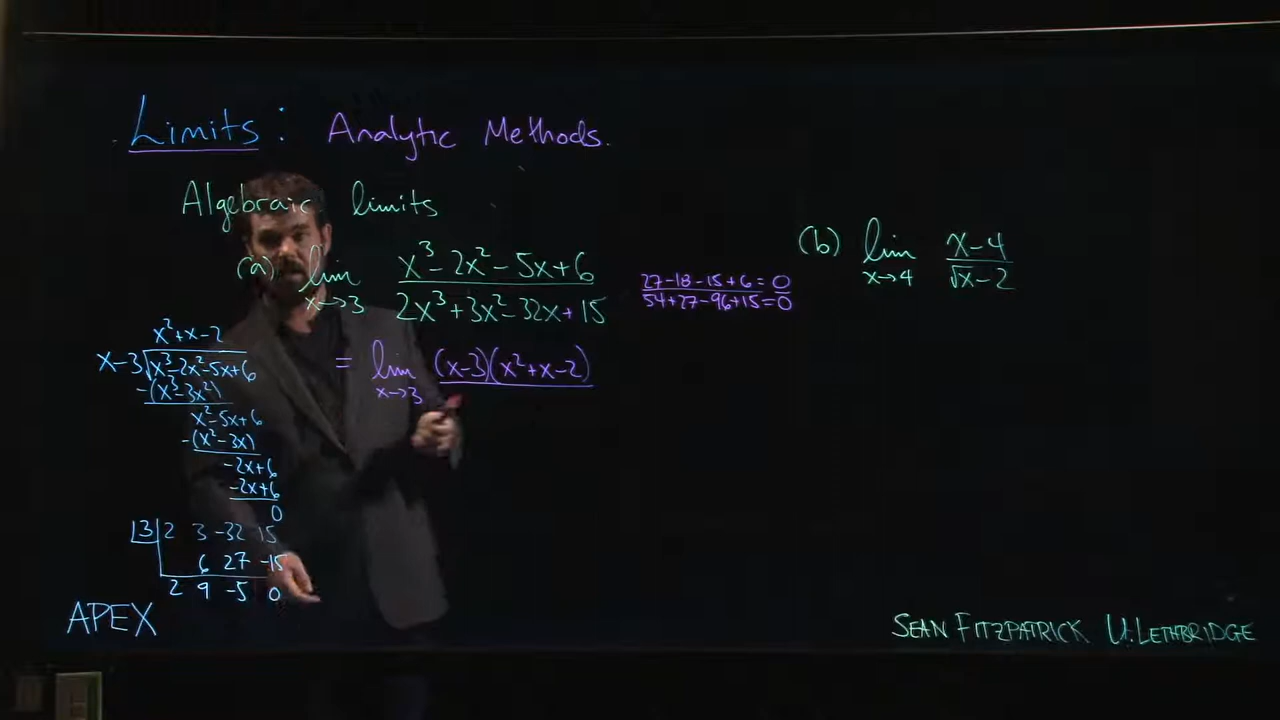 Limits: Analytic Methods.
Algebraic limits
(a) lim x→3 (x³-2x²-5x+6)/(2x³+3x²-32x+15)
27-18-15+6=0
54+27-96+15=0
= lim x→3 (x-3)(x²+x-2)
x²+x-2
x-3 x³-2x²-5x+6
-(x³-3x²)
x²-5x+6
-(x²-3x)
-2x+6
-2x+6
0
3 2 3 -32 15
6 27 -15
2 9 -5 0
APEX
(b) lim x→4 (x-4)/(√x-2)
SEAN FITZPATRICK U. LETHBRIDGE